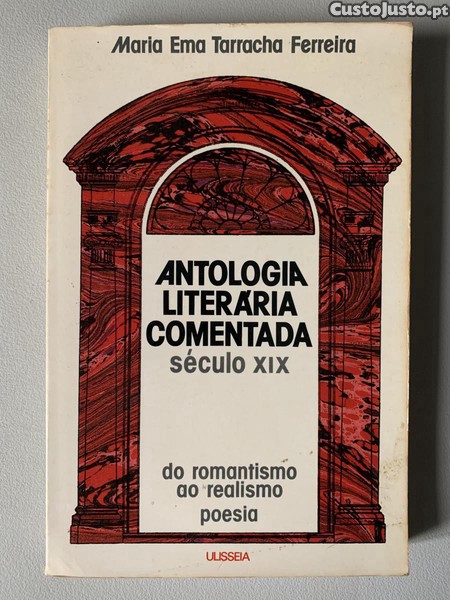 CustoJusto.pt
Maria Ema Tarracha Ferreira
ANTOLOGIA
LITERÁRIA
COMENTADA
século XIX
do romantismo
ao realismo
poesia
ULISSEIA